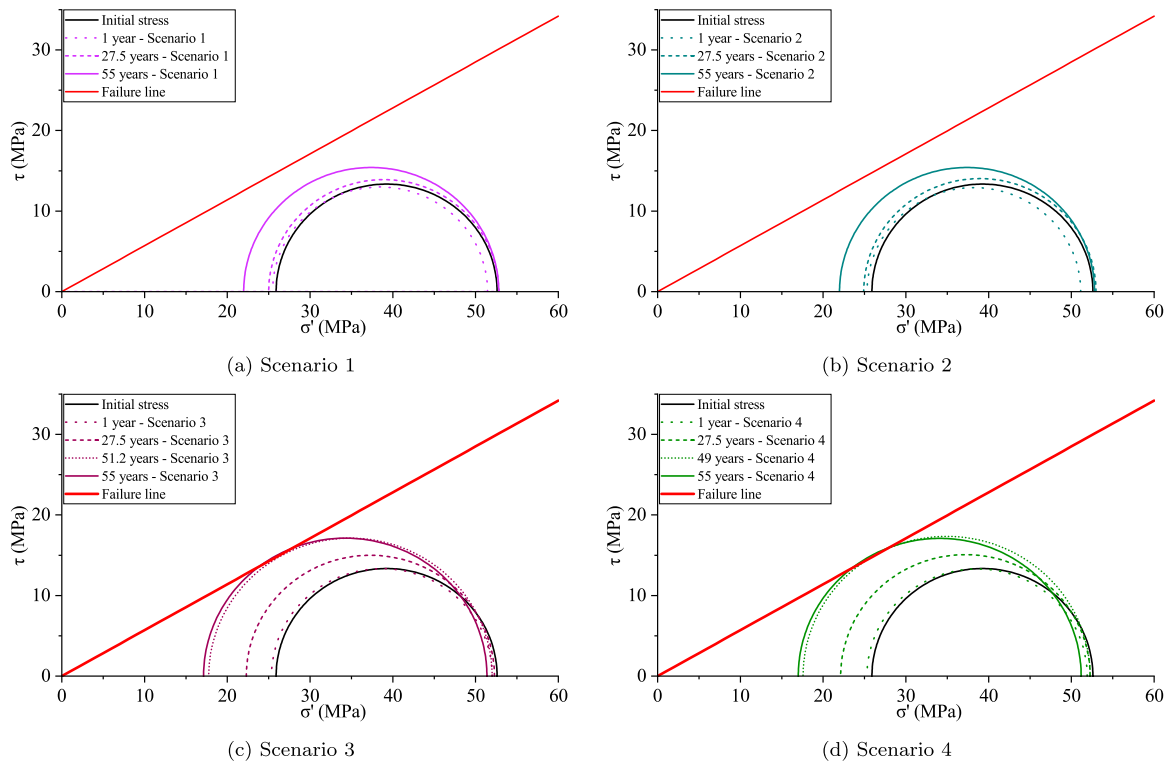 Initial stress
1 year - Scenario 1
27.5 years - Scenario 1
55 years - Scenario 1
Failure line
30
20
10
0
τ (MPa)
0 10 20 30 40 50 60
σ' (MPa)
(a) Scenario 1
Initial stress
1 year - Scenario 2
27.5 years - Scenario 2
55 years - Scenario 2
Failure line
30
20
10
0
τ (MPa)
0 10 20 30 40 50 60
σ' (MPa)
(b) Scenario 2
Initial stress
1 year - Scenario 3
27.5 years - Scenario 3
51.2 years - Scenario 3
55 years - Scenario 3
Failure line
30
20
10
0
τ (MPa)
0 10 20 30 40 50 60
σ' (MPa)
(c) Scenario 3
Initial stress
1 year - Scenario 4
27.5 years - Scenario 4
49 years - Scenario 4
55 years - Scenario 4
Failure line
30
20
10
0
τ (MPa)
0 10 20 30 40 50 60
σ' (MPa)
(d) Scenario 4